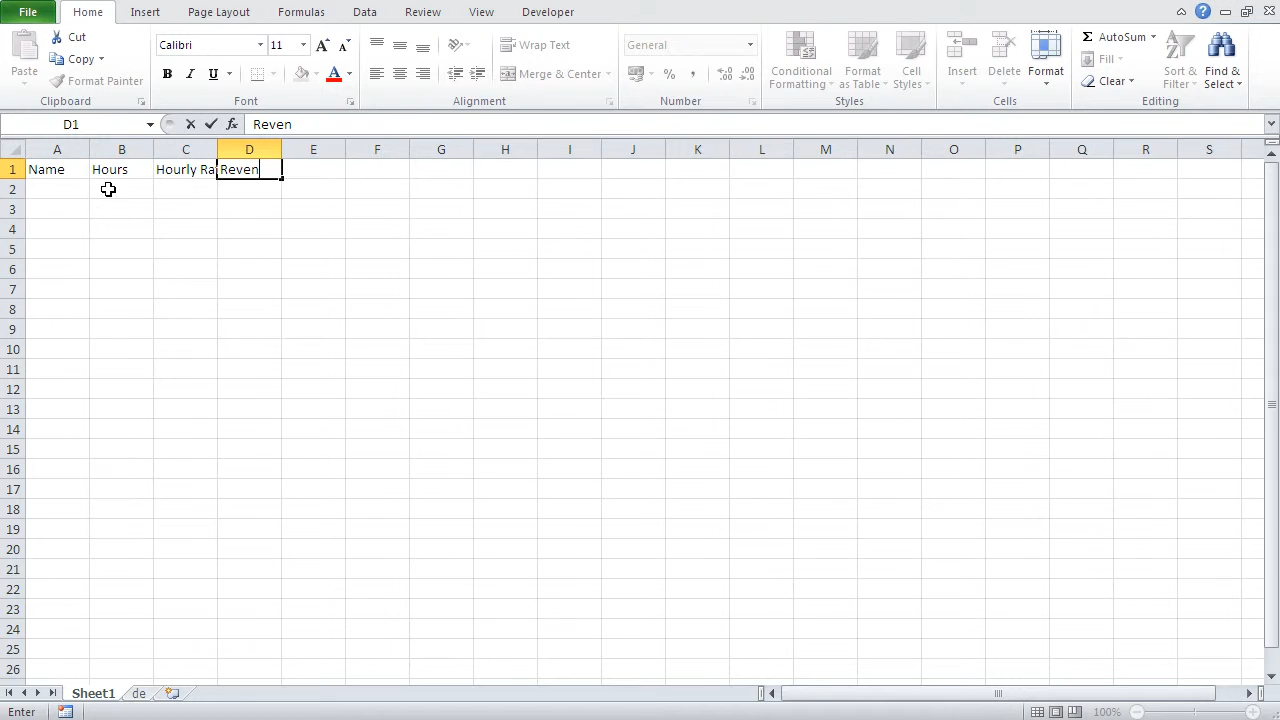 File Home Insert Page Layout Formulas Data Review View Developer
Cut
Copy
Format Painter
Paste
Calibri 11
B I U A
Wrap Text
Merge & Center
General
% ,
Conditional Formatting
Format as Table
Cell Styles
Insert Delete Format
Σ AutoSum
Fill
Clear
Sort & Filter
Find & Select
Clipboard Font Alignment Number Styles Cells Editing
D1 fx Reven
A B C D E F G H I J K L M N O P Q R S
1 Name Hours Hourly Ra Reven
2
3
4
5
6
7
8
9
10
11
12
13
14
15
16
17
18
19
20
21
22
23
24
25
26
Sheet1 de
Enter 100%